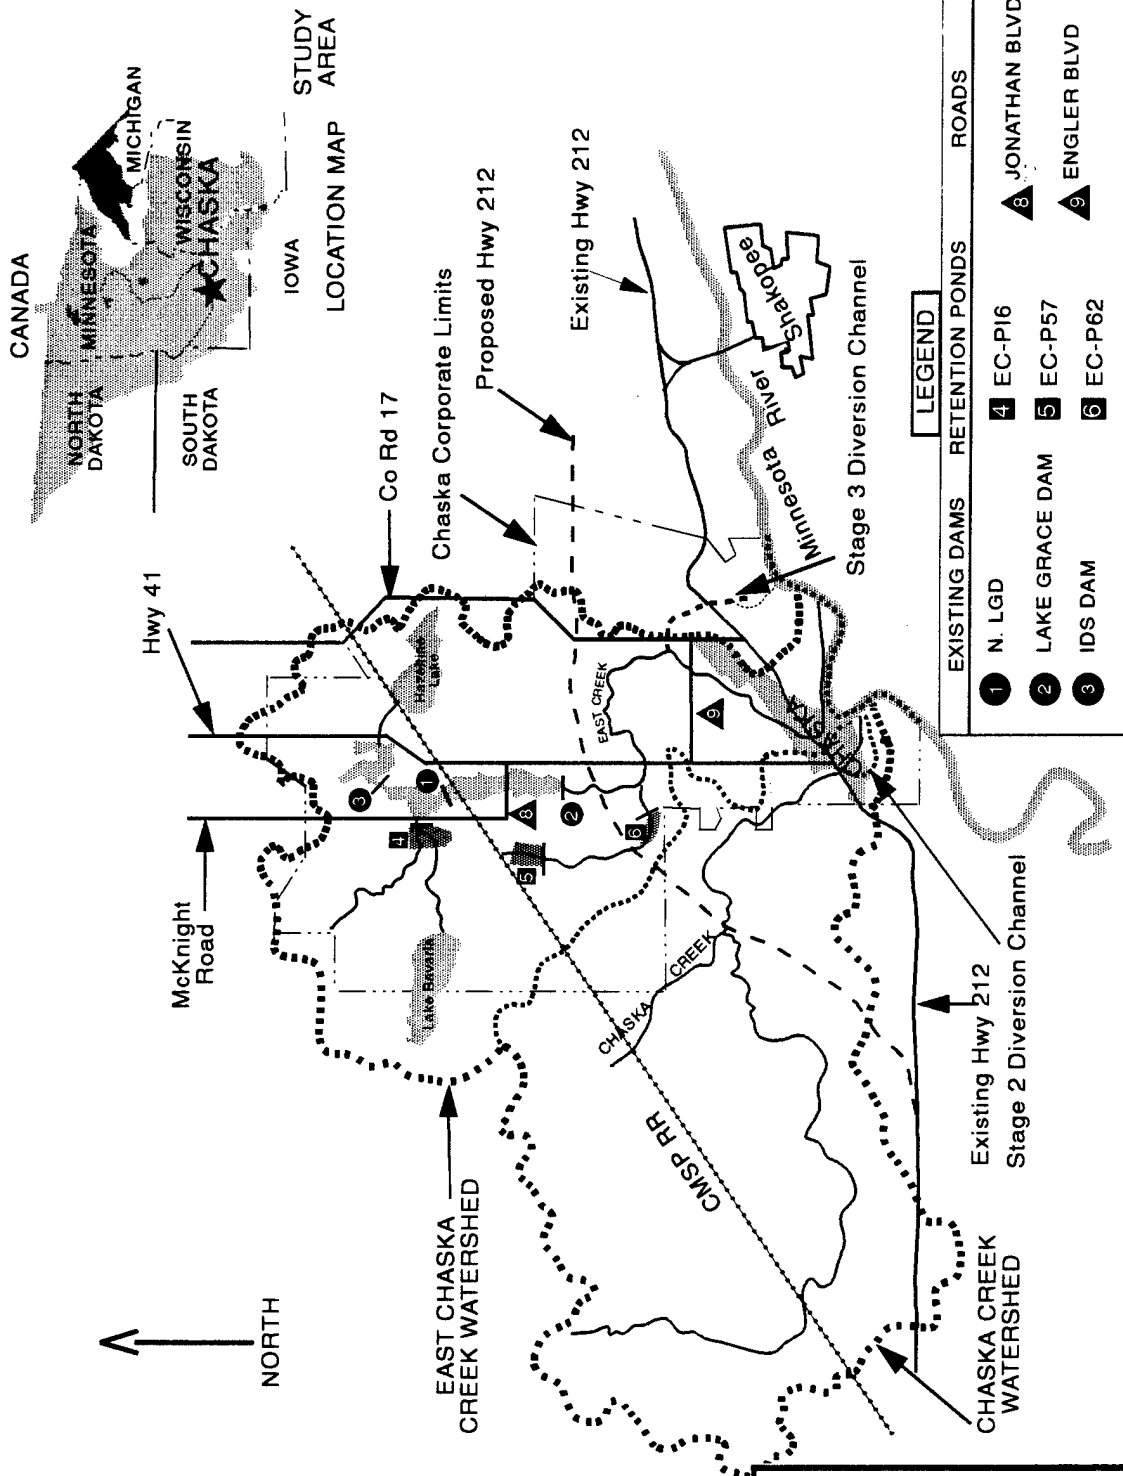 NORTH
McKnight
Road
Hwy 41
CANADA
NORTH
DAKOTA
MINNESOTA
SOUTH
DAKOTA
WISCONSIN
MICHIGAN
CHASKA
IOWA
STUDY
AREA
LOCATION MAP
Co Rd 17
Chaska Corporate Limits
Proposed Hwy 212
Existing Hwy 212
EAST CHASKA
CREEK WATERSHED
Lake Bavaria
Hazeltine
Lake
1
2
3
4
5
6
8
9
EAST CREEK
CHASKA CREEK
CMSP RR
CHASKA
Shakopee
Minnesota River
Stage 3 Diversion Channel
Existing Hwy 212
Stage 2 Diversion Channel
CHASKA CREEK
WATERSHED
LEGEND
EXISTING DAMS RETENTION PONDS ROADS
1 N. LGD 4 EC-P16 8 JONATHAN BLVD
2 LAKE GRACE DAM 5 EC-P57 9 ENGLER BLVD
3 IDS DAM 6 EC-P62